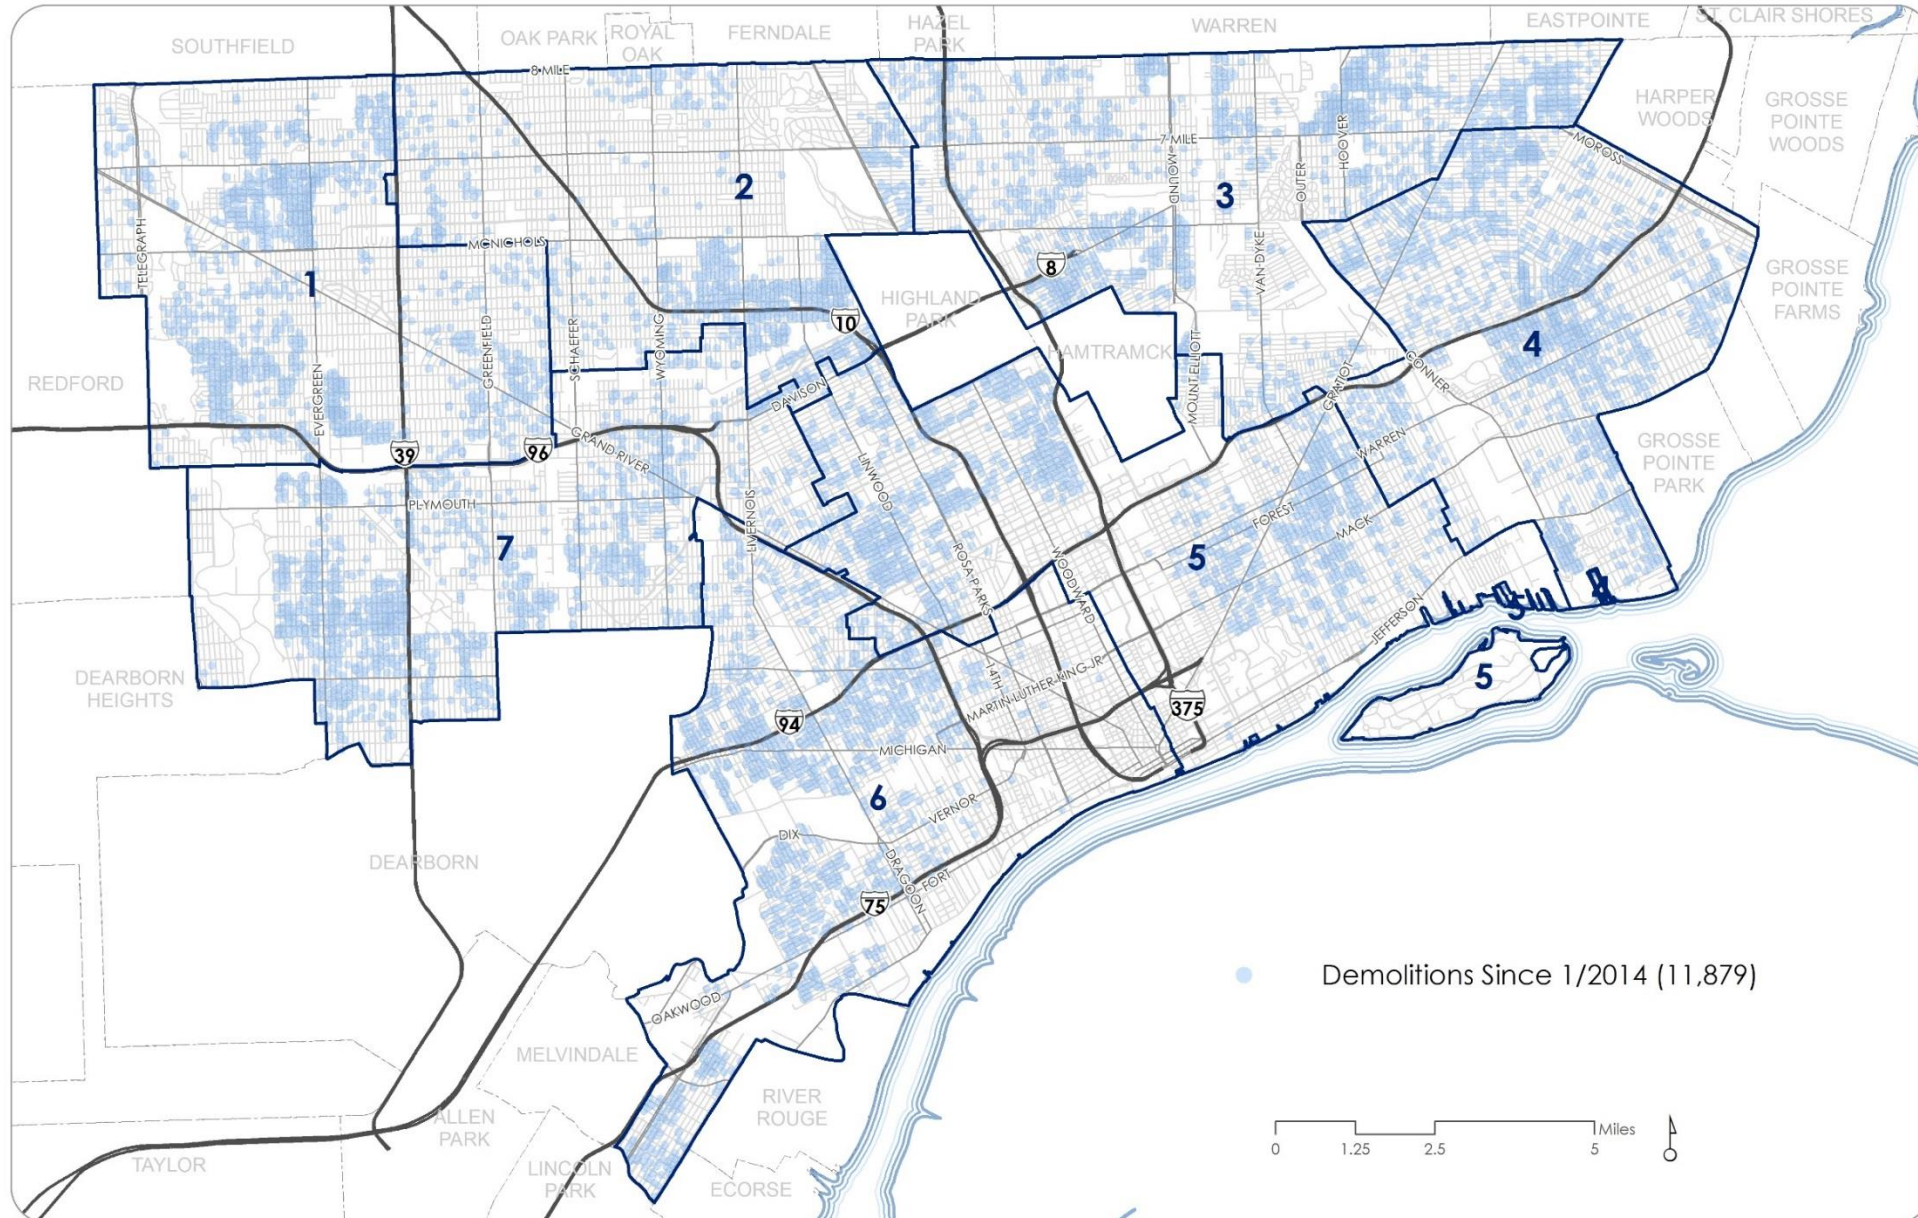 SOUTHFIELD
OAK PARK
ROYAL
OAK
FERNDALE
HAZEL
PARK
WARREN
EASTPOINTE
ST. CLAIR SHORES
8 MILE
HARPER
WOODS
GROSSE
POINTE
WOODS
7 MILE
MOUND
OUTER
HOOVER
MOROSS
2
3
TELEGRAPH
MCNICHOLS
VAN DYKE
1
8
HIGHLAND
PARK
GROSSE
POINTE
FARMS
10
4
GREENFIELD
SCHAEFER
WYOMING
HAMTRAMCK
MOUNT ELLIOTT
GRATIOT
CONNER
REDFORD
EVERGREEN
DAVISON
39
96
GRAND RIVER
LINWOOD
WARREN
GROSSE
POINTE
PARK
PLYMOUTH
LIVERNOIS
FOREST
MACK
7
ROSA PARKS
WOODWARD
5
JEFFERSON
5
DEARBORN
HEIGHTS
14TH
MARTIN LUTHER KING JR
5
94
375
MICHIGAN
6
VERNOR
DIX
DEARBORN
DRAGOON
FORT
75
Demolitions Since 1/2014 (11,879)
OAKWOOD
MELVINDALE
RIVER
ROUGE
ALLEN
PARK
TAYLOR
LINCOLN
PARK
ECORSE
Miles
0 1.25 2.5 5